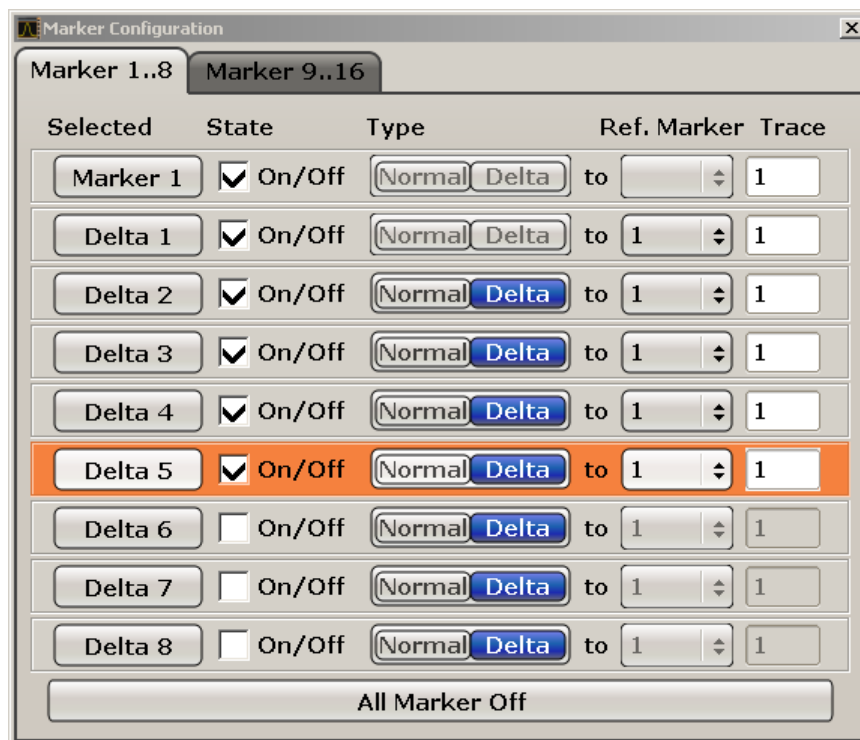 Marker Configuration
Marker 1..8 Marker 9..16
Selected State Type Ref. Marker Trace
Marker 1 On/Off Normal Delta to 1
Delta 1 On/Off Normal Delta to 1 1
Delta 2 On/Off Normal Delta to 1 1
Delta 3 On/Off Normal Delta to 1 1
Delta 4 On/Off Normal Delta to 1 1
Delta 5 On/Off Normal Delta to 1 1
Delta 6 On/Off Normal Delta to 1 1
Delta 7 On/Off Normal Delta to 1 1
Delta 8 On/Off Normal Delta to 1 1
All Marker Off